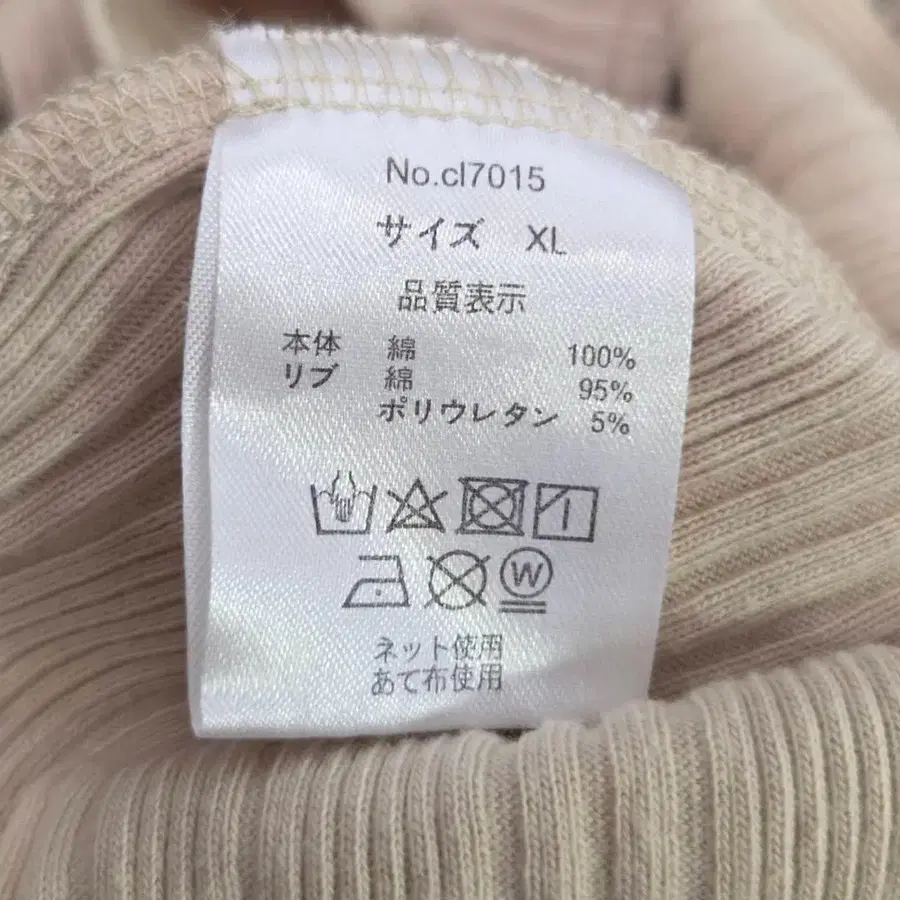 No.cl7015
サイズ XL
品質表示
本体 綿 100%
リブ 綿 95%
ポリウレタン 5%
W
ネット使用
あて布使用